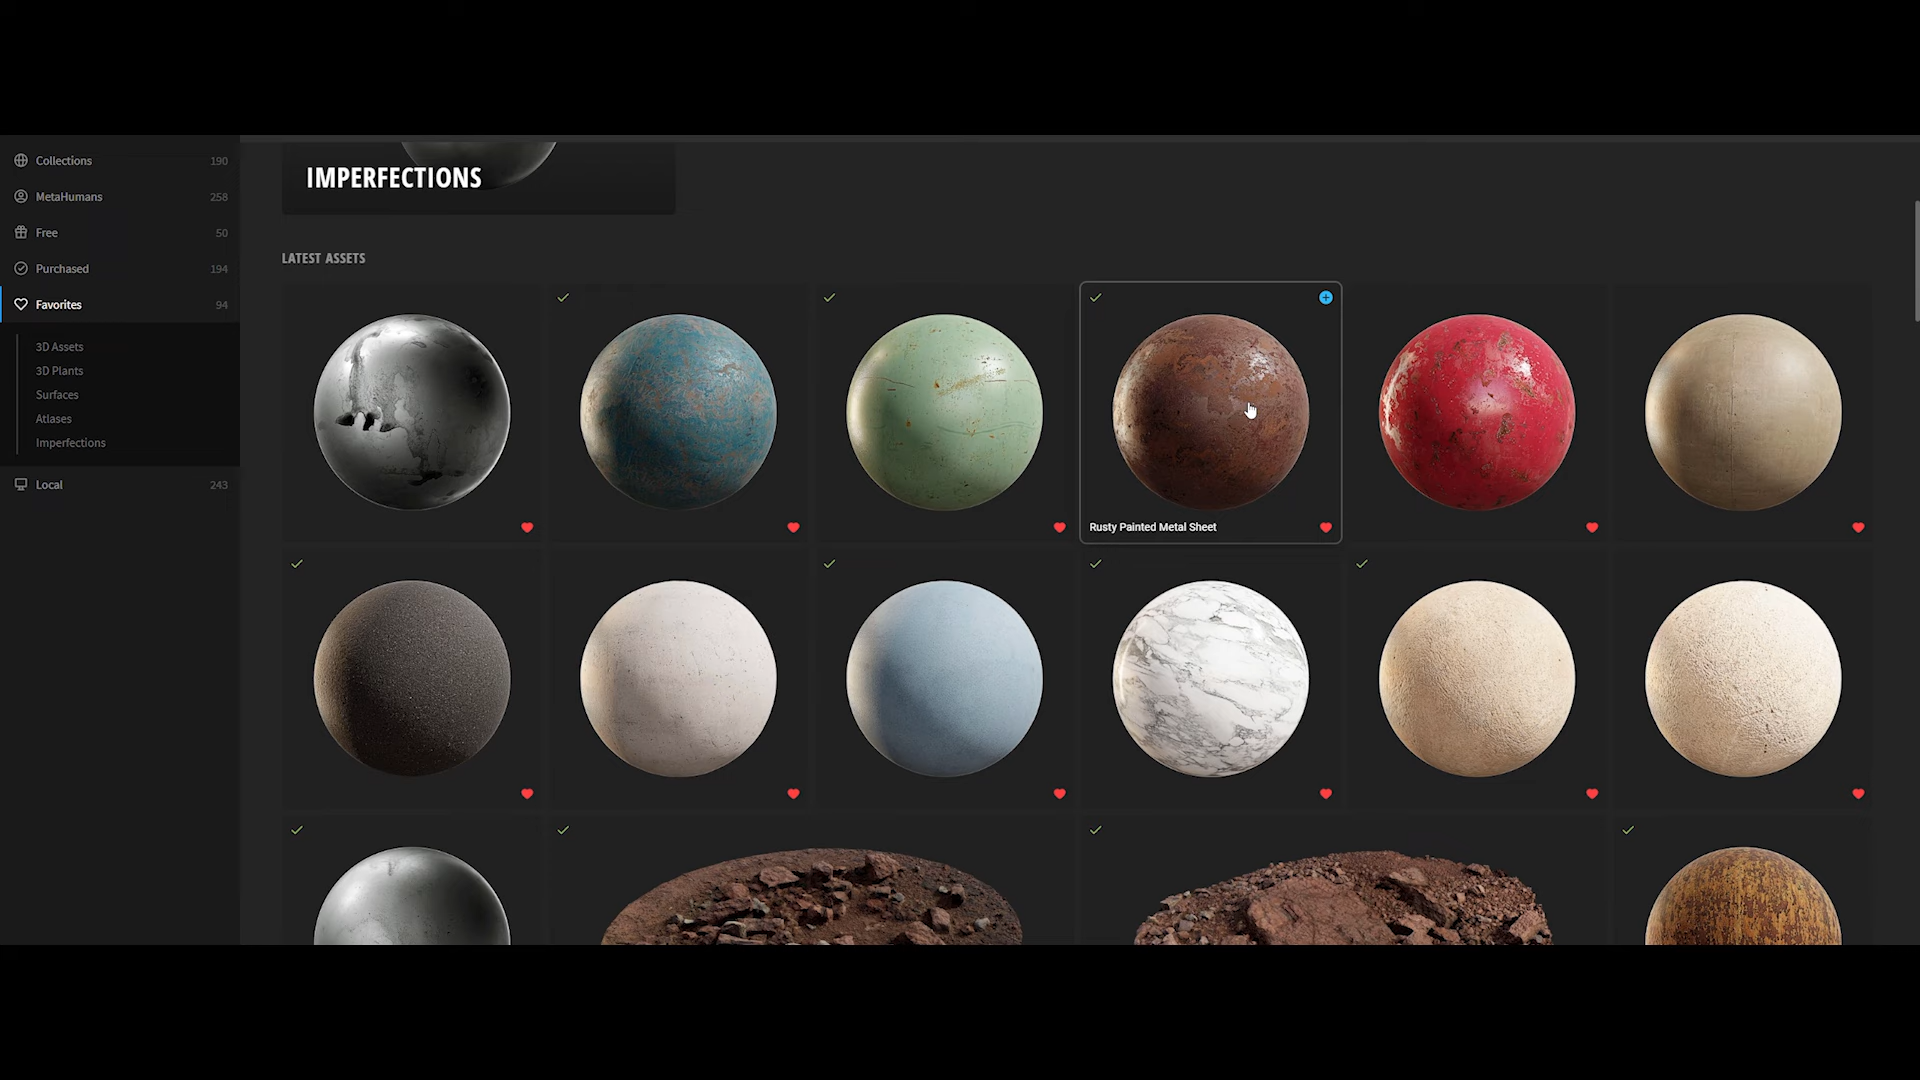 Collections 190
MetaHumans 258
Free 50
Purchased 194
Favorites 94
3D Assets
3D Plants
Surfaces
Atlases
Imperfections
Local 243
IMPERFECTIONS
LATEST ASSETS
Rusty Painted Metal Sheet